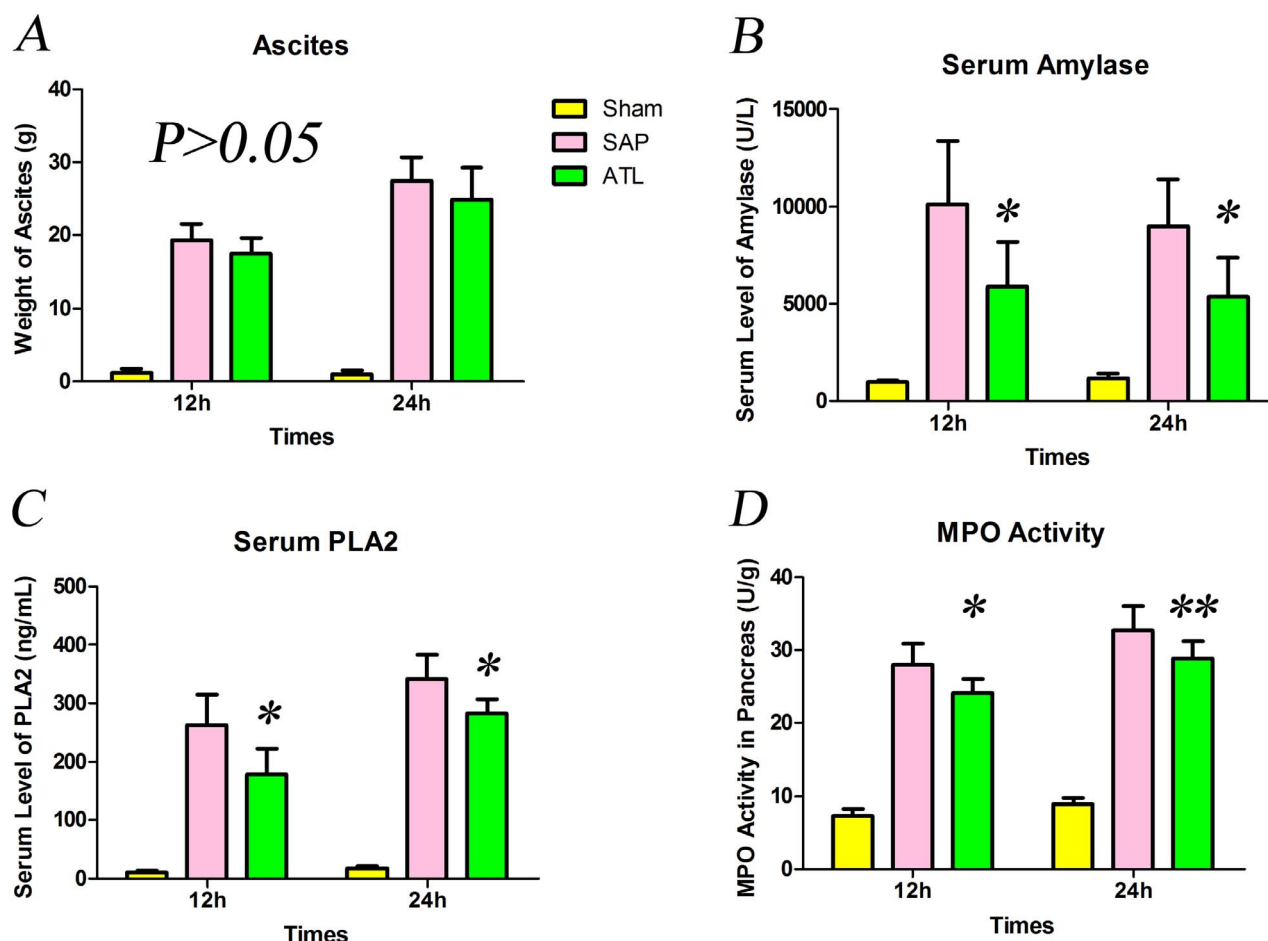 A
Ascites
Weight of Ascites (g)
40
30
20
10
0
P>0.05
12h
24h
Times
Sham
SAP
ATL
B
Serum Amylase
Serum Level of Amylase (U/L)
15000
10000
5000
0
*
*
12h
24h
Times
C
Serum PLA2
Serum Level of PLA2 (ng/mL)
500
400
300
200
100
0
*
*
12h
24h
Times
D
MPO Activity
MPO Activity in Pancreas (U/g)
40
30
20
10
0
*
**
12h
24h
Times